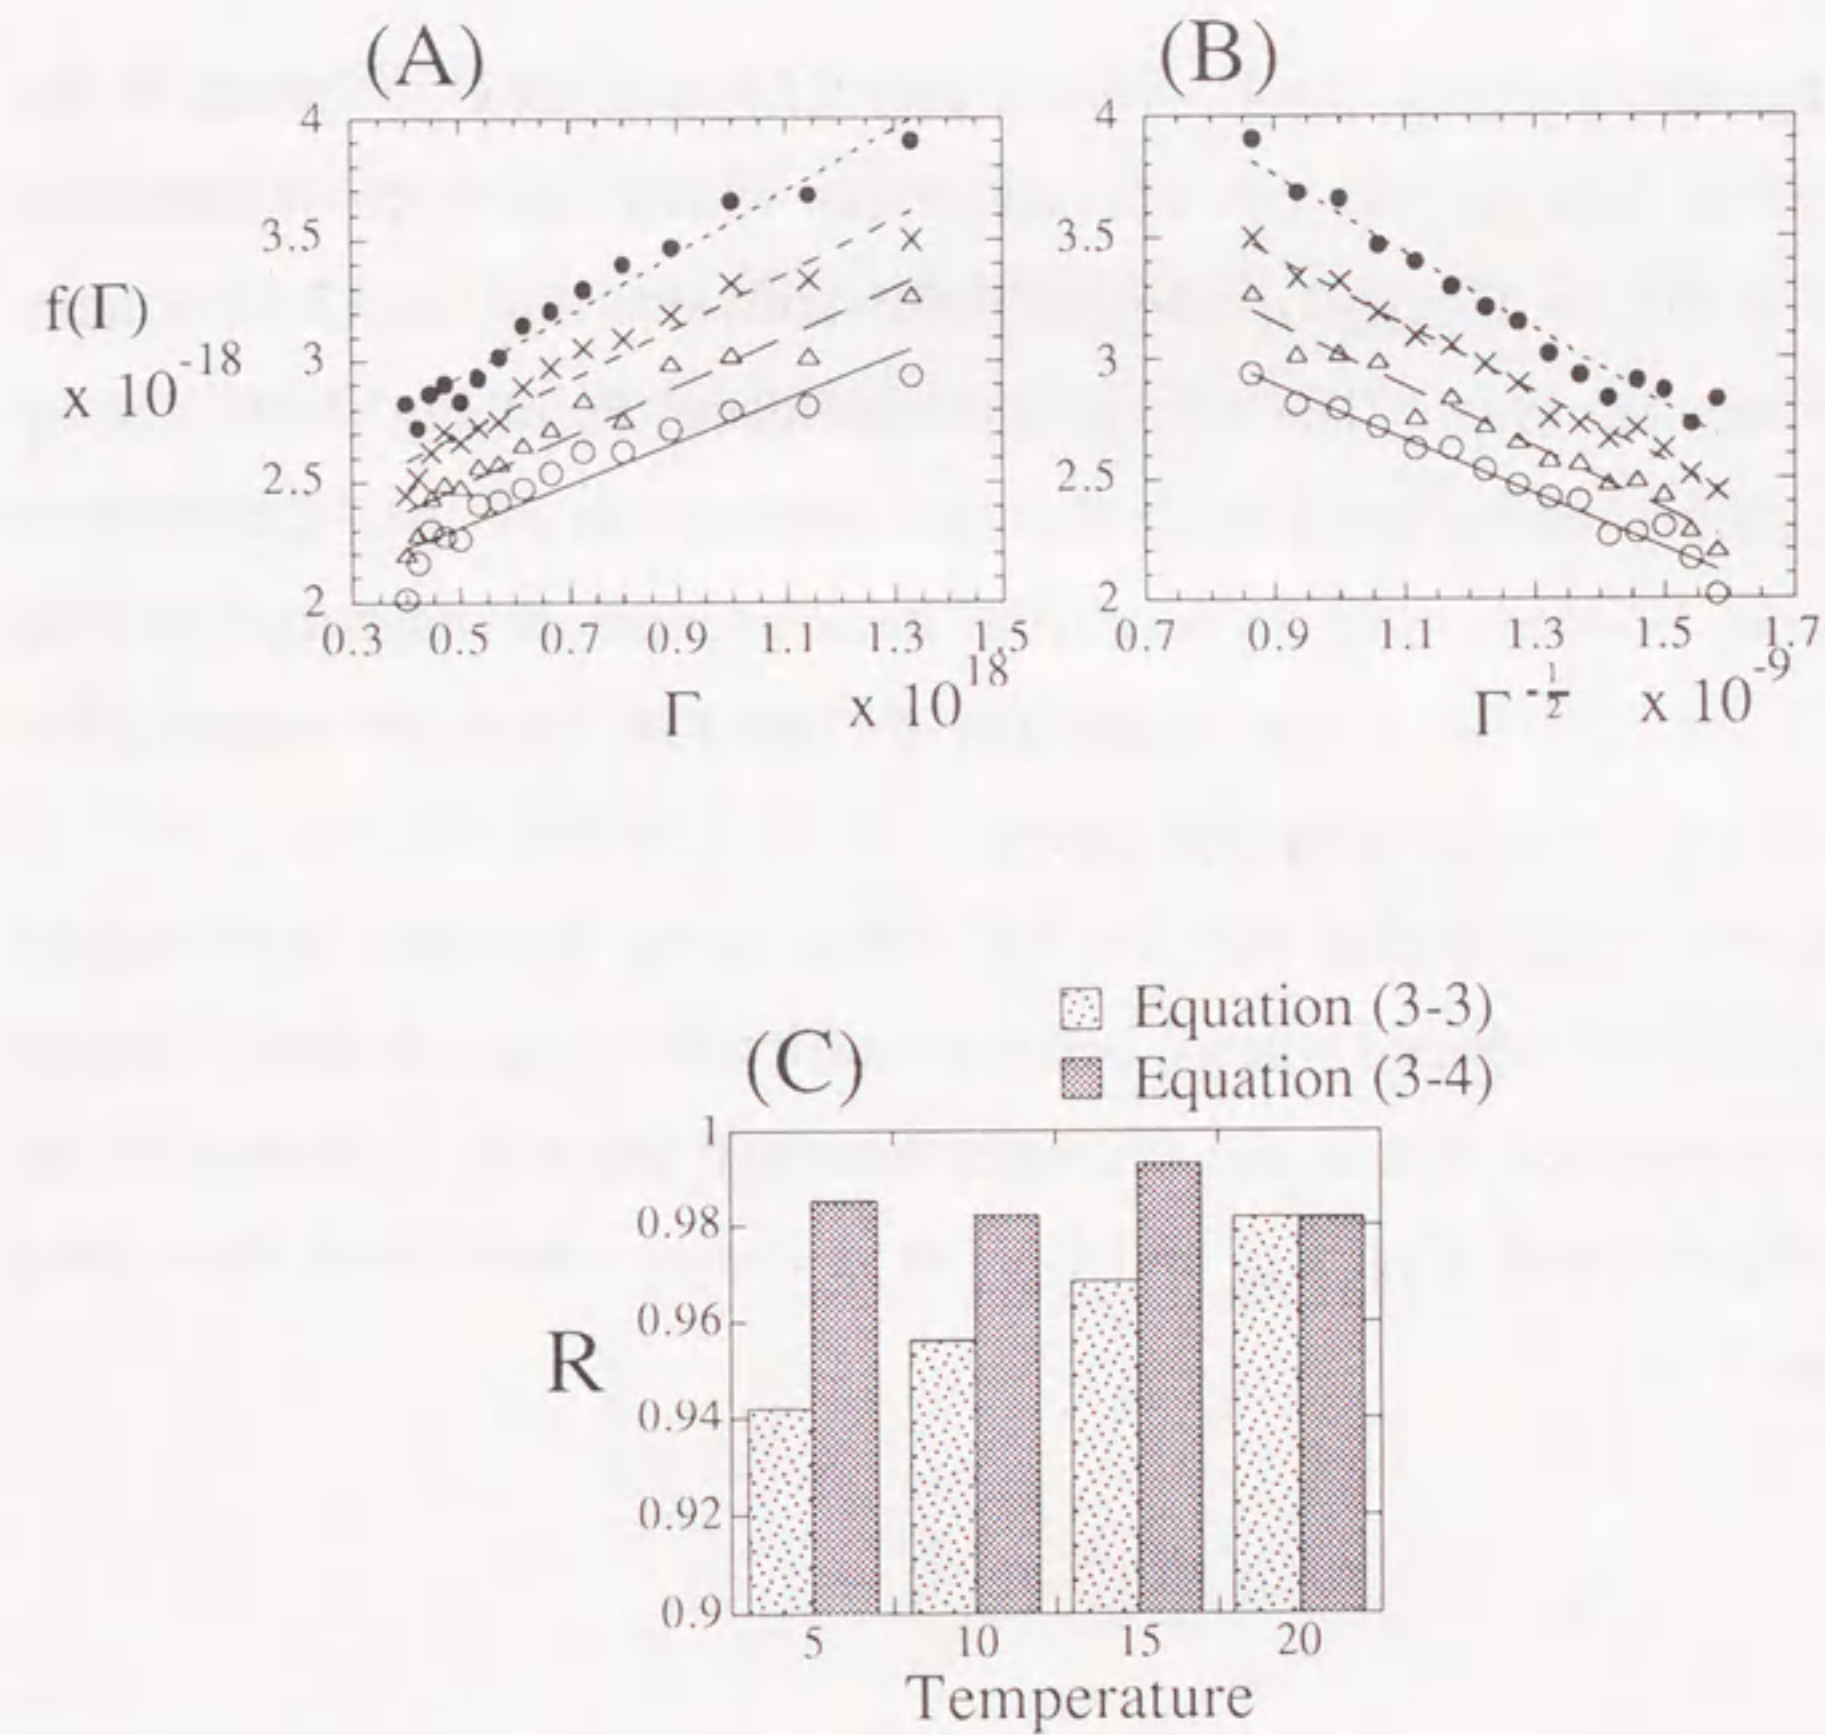 (A)
(B)
4
3.5
3
2.5
2
f(Γ)
x 10^-18
0.3 0.5 0.7 0.9 1.1 1.3 1.5
Γ x 10^18
4
3.5
3
2.5
2
0.7 0.9 1.1 1.3 1.5 1.7
Γ^-1/2 x 10^-9
Equation (3-3)
Equation (3-4)
(C)
1
0.98
0.96
0.94
0.92
0.9
R
5 10 15 20
Temperature